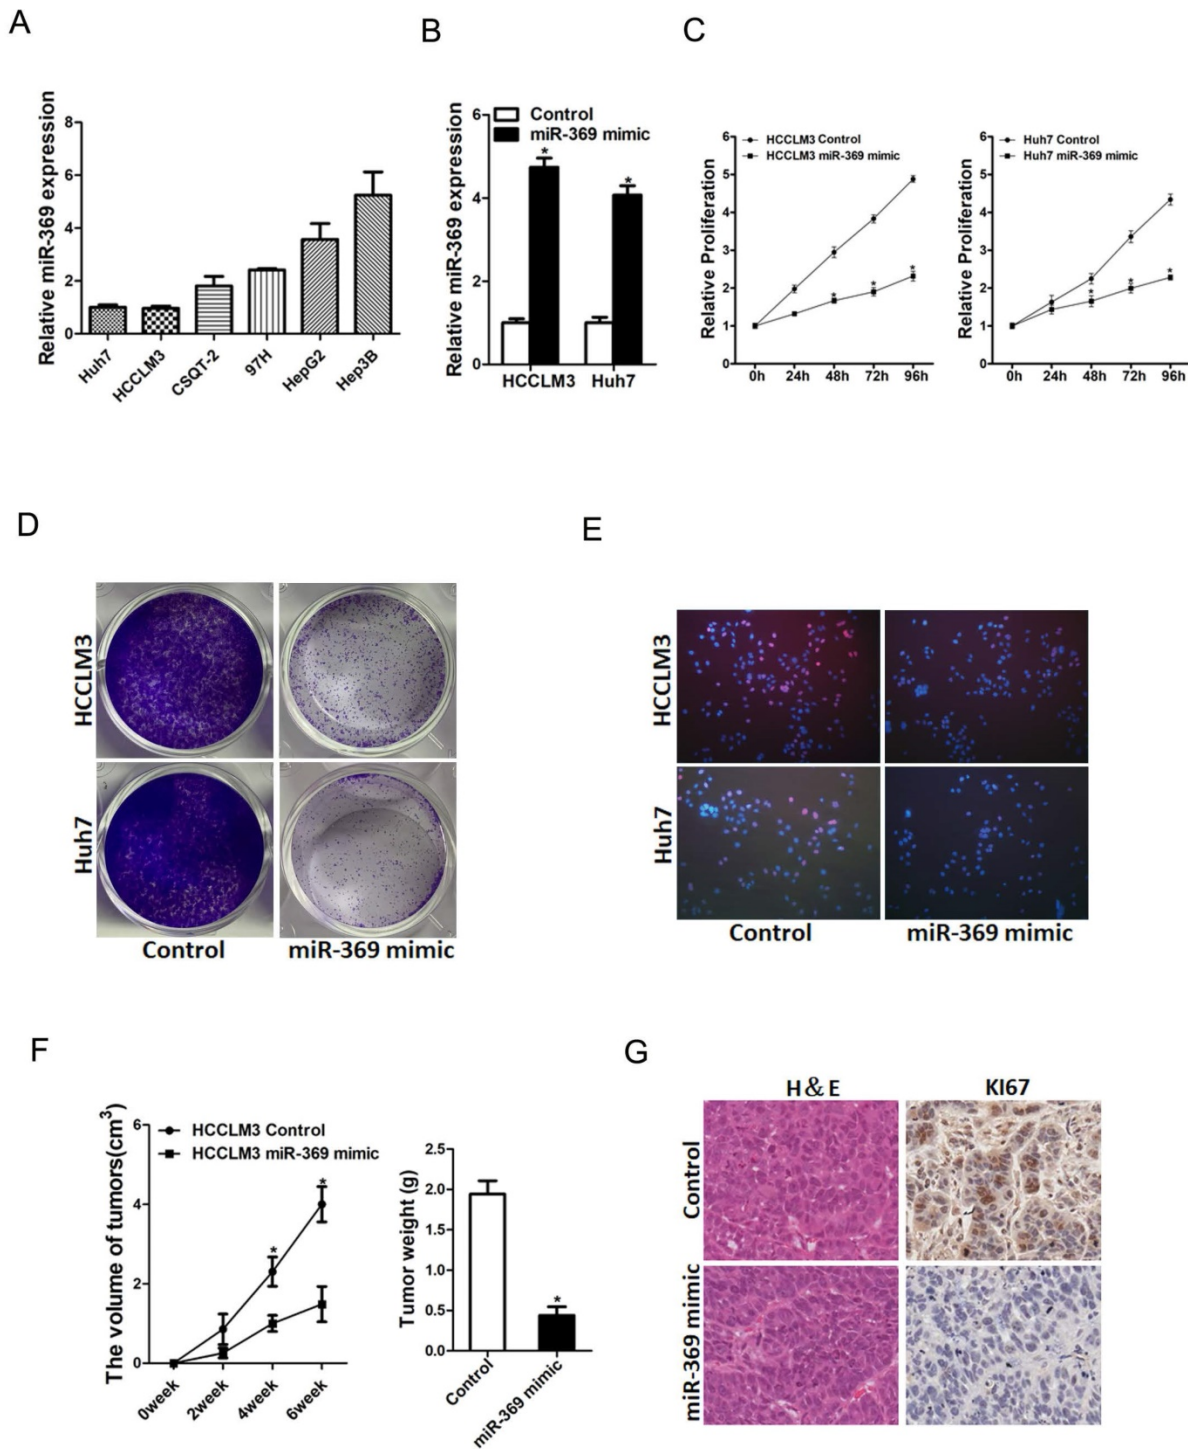 A
Relative miR-369 expression
8
6
4
2
0
Huh7
HCCLM3
CSQT-2
97H
HepG2
Hep3B
B
Relative miR-369 expression
6
4
2
0
Control
miR-369 mimic
*
*
HCCLM3
Huh7
C
Relative Proliferation
6
5
4
3
2
1
0
HCCLM3 Control
HCCLM3 miR-369 mimic
*
*
*
0h
24h
48h
72h
96h
Relative Proliferation
6
5
4
3
2
1
0
Huh7 Control
Huh7 miR-369 mimic
*
*
*
0h
24h
48h
72h
96h
D
HCCLM3
Huh7
Control
miR-369 mimic
E
HCCLM3
Huh7
Control
miR-369 mimic
F
The volume of tumors(cm³)
6
4
2
0
HCCLM3 Control
HCCLM3 miR-369 mimic
*
*
0week
2week
4week
6week
Tumor weight (g)
2.5
2.0
1.5
1.0
0.5
0.0
*
Control
miR-369 mimic
G
H&E
KI67
Control
miR-369 mimic